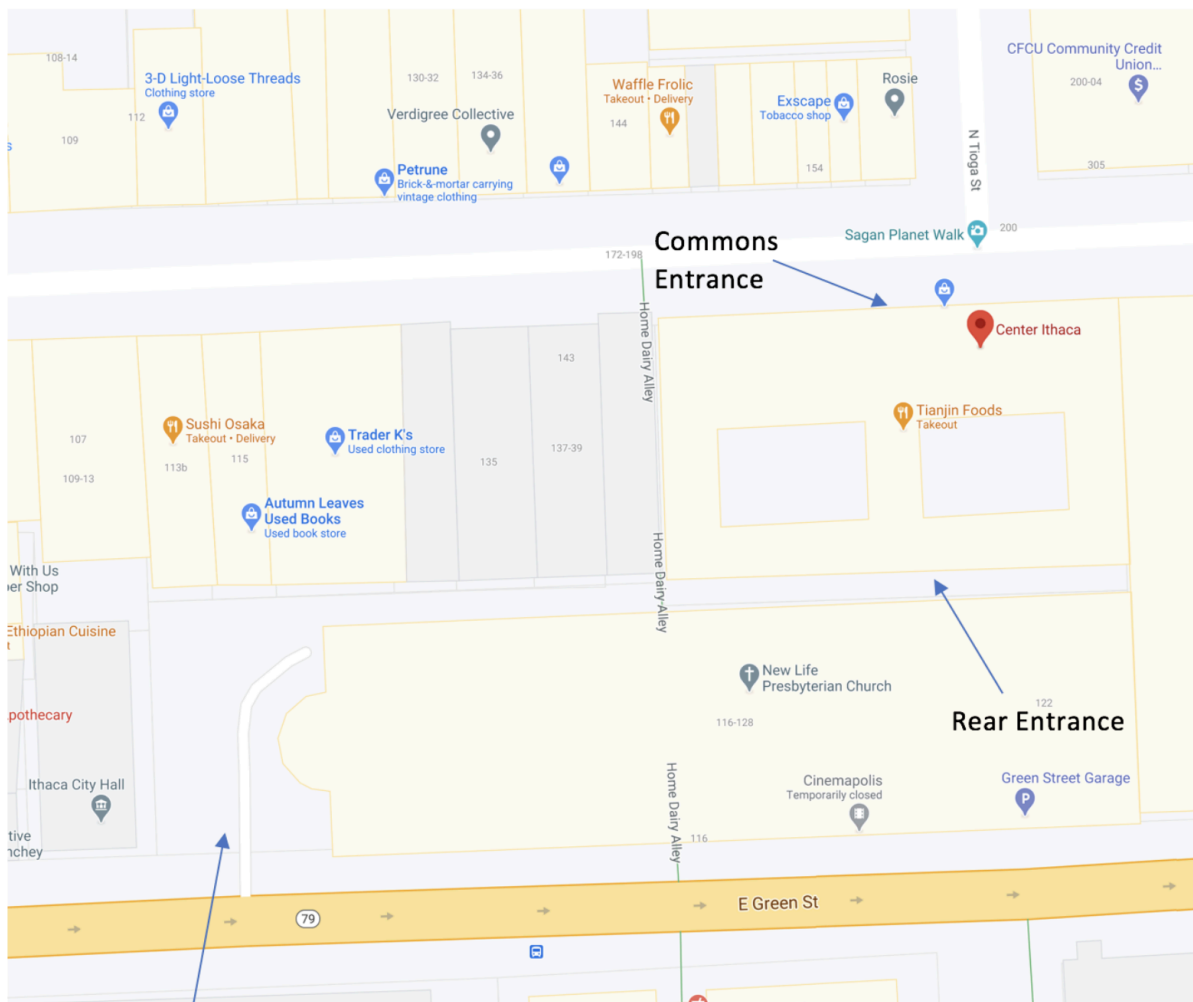 108-14
3-D Light-Loose Threads
Clothing store
112
109
s
130-32
134-36
Verdigree Collective
Petrune
Brick-&-mortar carrying
vintage clothing
Waffle Frolic
Takeout • Delivery
144
Exscape
Tobacco shop
154
Rosie
N Tioga St
CFCU Community Credit
Union...
200-04
305
Sagan Planet Walk
200
172-198
Commons
Entrance
Home Dairy Alley
Center Ithaca
143
Sushi Osaka
Takeout • Delivery
107
109-13
113b
115
Trader K's
Used clothing store
135
137-39
Tianjin Foods
Takeout
Autumn Leaves
Used Books
Used book store
Home Dairy Alley
With Us
er Shop
Ethiopian Cuisine
t
pothecary
New Life
Presbyterian Church
116-128
122
Rear Entrance
Ithaca City Hall
Cinemapolis
Temporarily closed
Green Street Garage
P
Home Dairy Alley
116
tive
nchey
79
E Green St